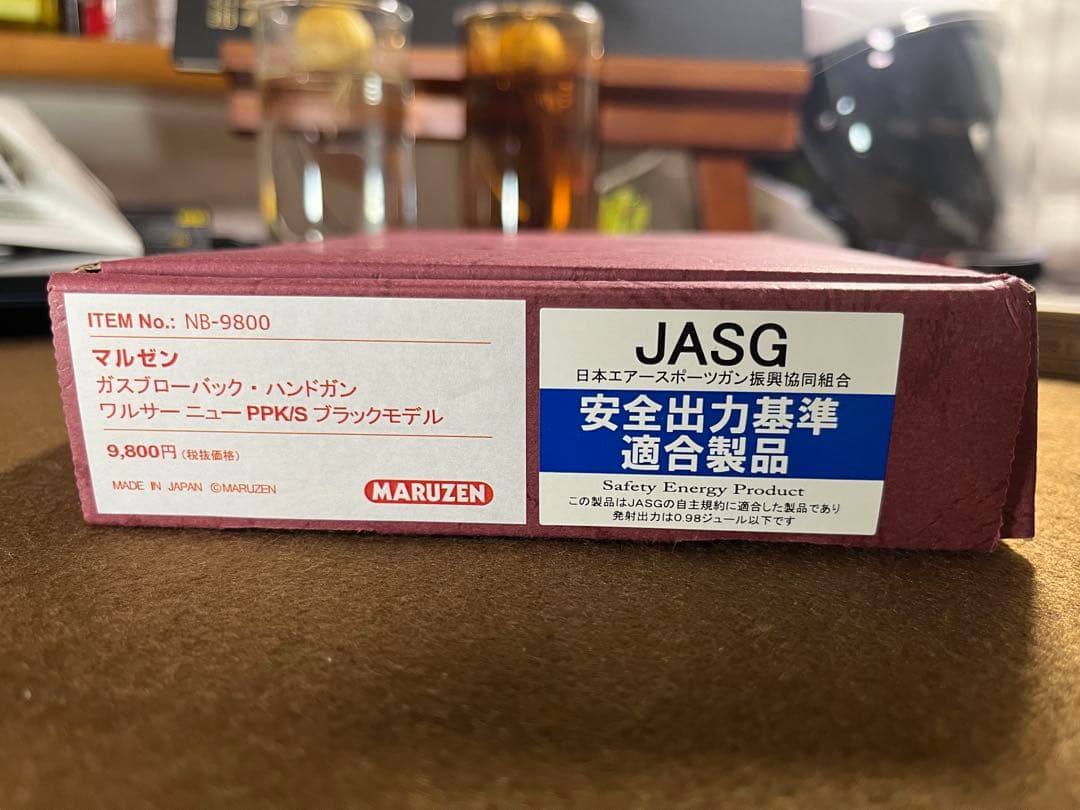 ITEM No.: NB-9800
マルゼン
ガスブローバック・ハンドガン
ワルサー ニュー PPK/S ブラックモデル
9,800円 (税抜価格)
MADE IN JAPAN ©MARUZEN
MARUZEN
JASG
日本エアースポーツガン振興協同組合
安全出力基準
適合製品
Safety Energy Product
この製品はJASGの自主規約に適合した製品であり
発射出力は0.98ジュール以下です